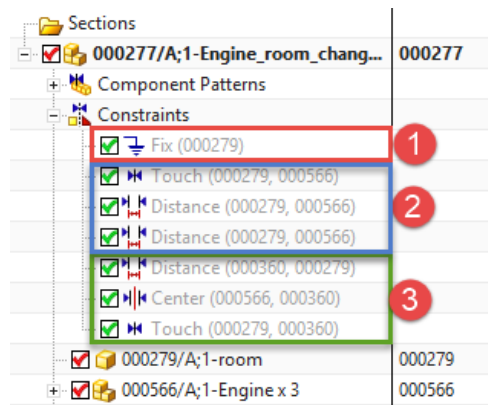 Sections
000277/A;1-Engine_room_chang... 000277
Component Patterns
Constraints
Fix (000279) 1
Touch (000279, 000566)
Distance (000279, 000566) 2
Distance (000279, 000566)
Distance (000360, 000279)
Center (000566, 000360) 3
Touch (000279, 000360)
000279/A;1-room 000279
000566/A;1-Engine x 3 000566